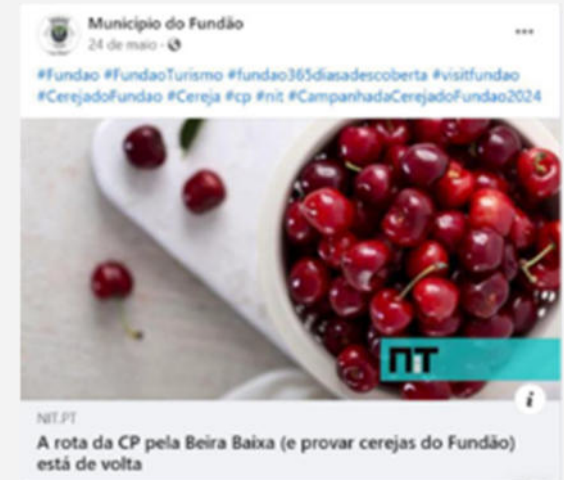 Município do Fundão
24 de maio ·
#Fundao #FundaoTurismo #fundao365diasadescoberta #visitfundao
#CerejadoFundao #Cereja #cp #nit #CampanhadaCerejadoFundao2024
NiT
i
NIT.PT
A rota da CP pela Beira Baixa (e provar cerejas do Fundão)
está de volta